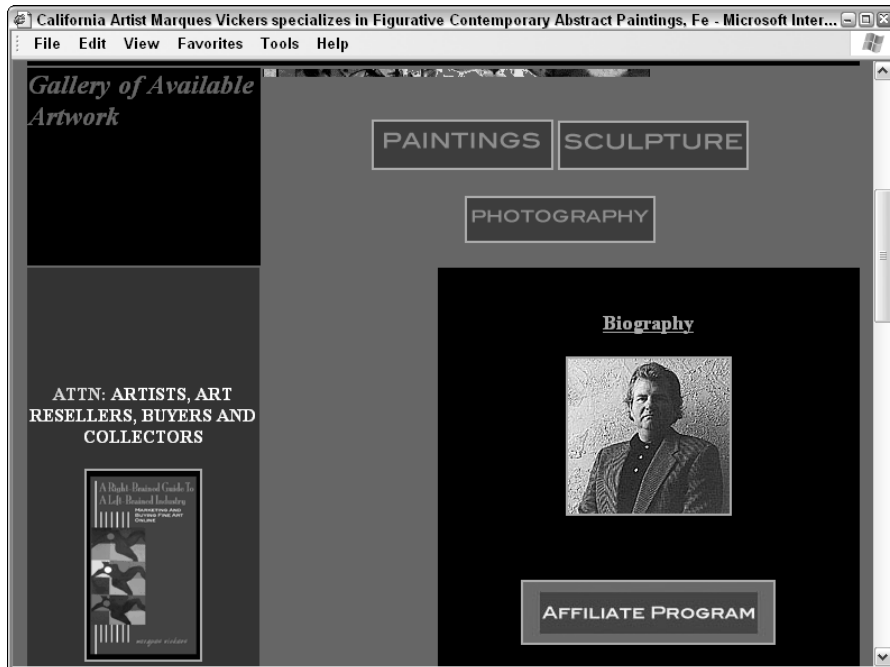 California Artist Marques Vickers specializes in Figurative Contemporary Abstract Paintings, Fe - Microsoft Inter...
File Edit View Favorites Tools Help
Gallery of Available
Artwork
PAINTINGS SCULPTURE
PHOTOGRAPHY
Biography
ATTN: ARTISTS, ART
RESELLERS, BUYERS AND
COLLECTORS
A Right-Brained Guide To
A Left-Brained Industry
MARKETING AND
BUYING FINE ART
ONLINE
marques vickers
AFFILIATE PROGRAM